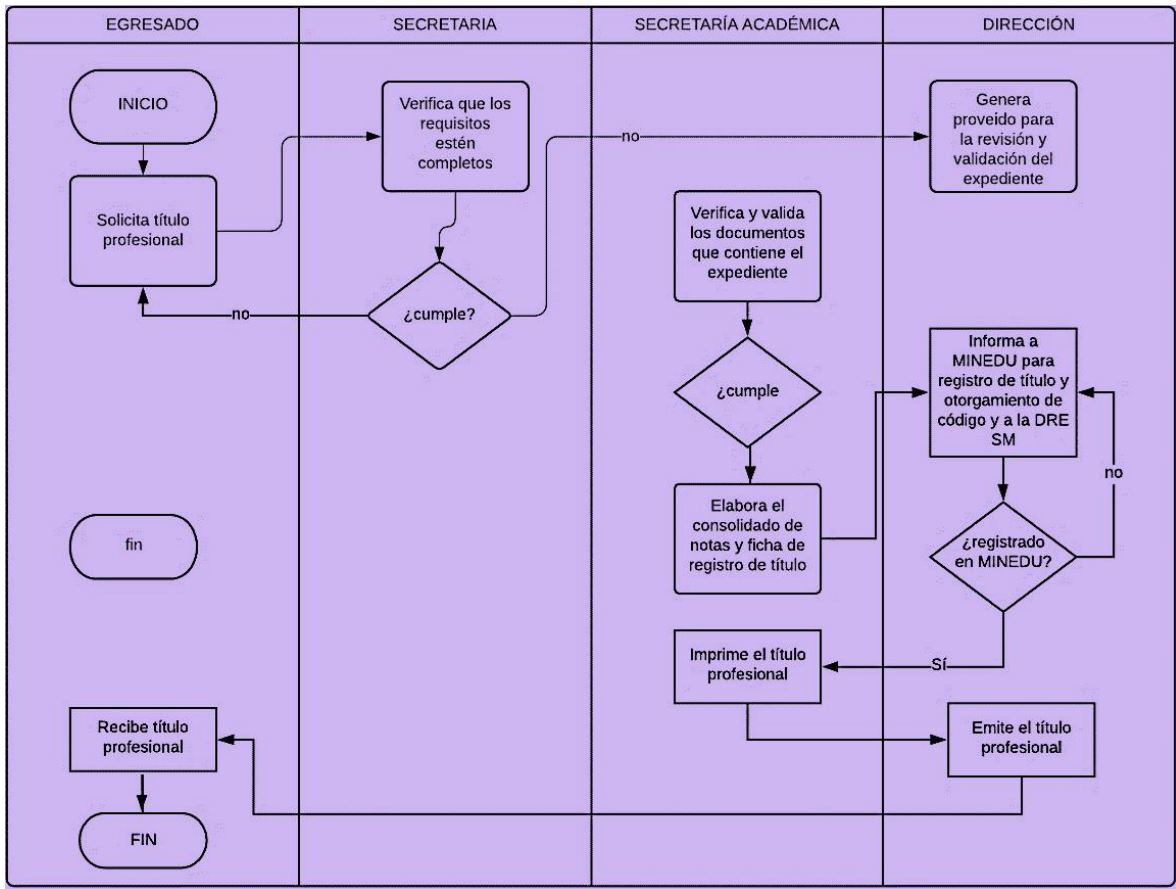 EGRESADO
SECRETARIA
SECRETARÍA ACADÉMICA
DIRECCIÓN
INICIO
Solicita título
profesional
Verifica que los
requisitos
estén
completos
no
Genera
proveido para
la revisión y
validación del
expediente
¿cumple?
no
Verifica y valida
los documentos
que contiene el
expediente
¿cumple
Elabora el
consolidado de
notas y ficha de
registro de título
Informa a
MINEDU para
registro de título y
otorgamiento de
código y a la DRE
SM
no
¿registrado
en MINEDU?
Sí
fin
Imprime el título
profesional
Emite el título
profesional
Recibe título
profesional
FIN